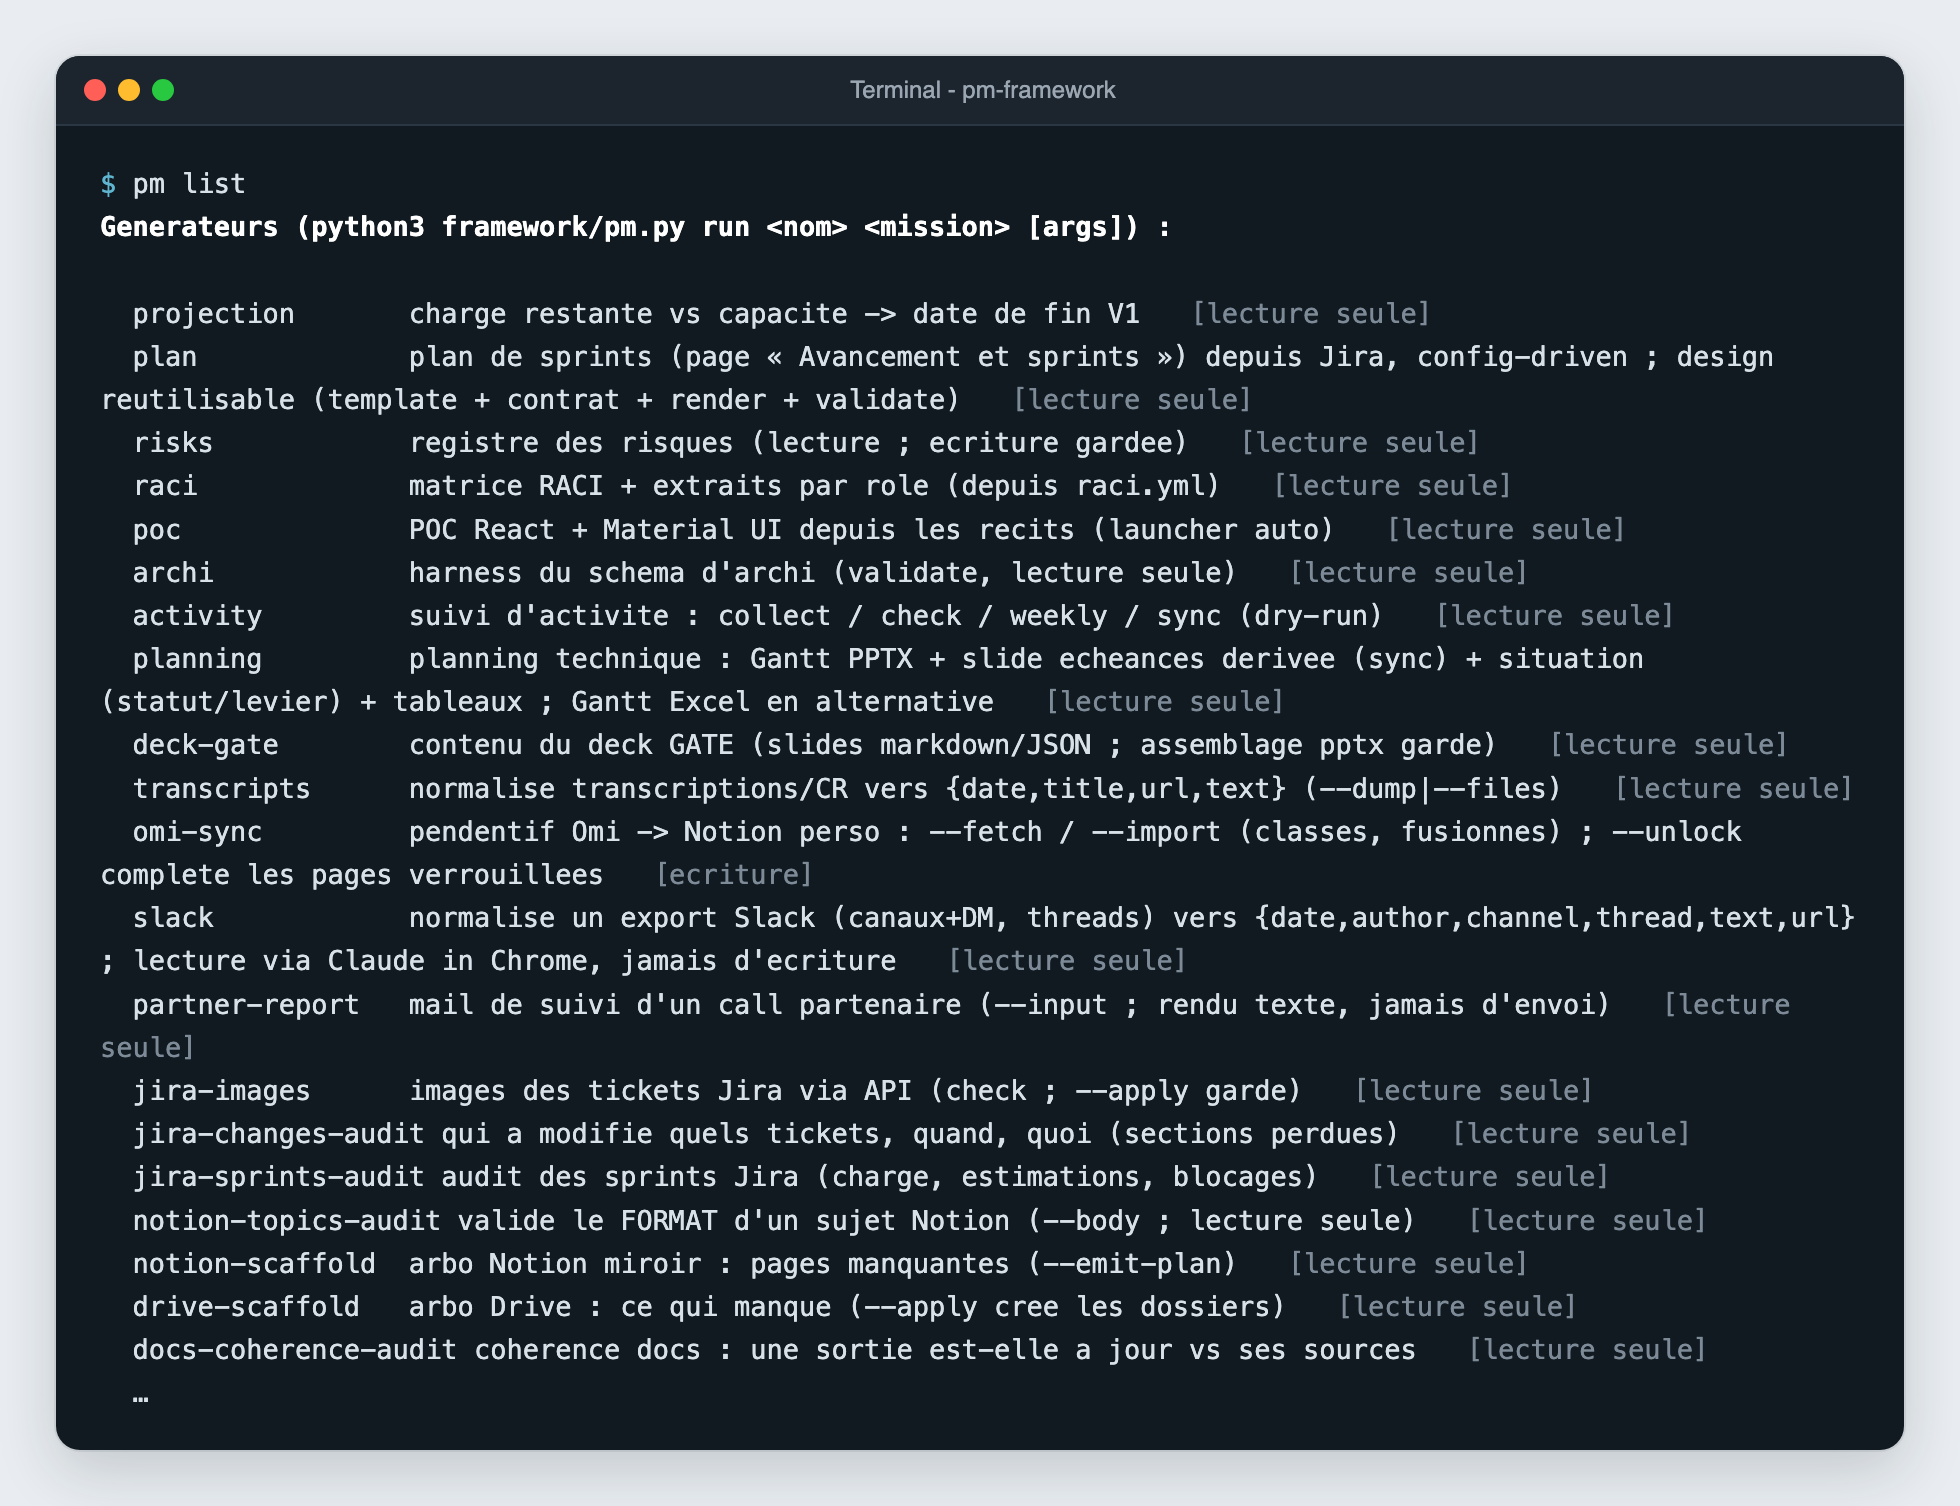 Terminal - pm-framework
$ pm list
Generateurs (python3 framework/pm.py run <nom> <mission> [args]) :
projection       charge restante vs capacite -> date de fin V1   [lecture seule]
plan             plan de sprints (page « Avancement et sprints ») depuis Jira, config-driven ; design
reutilisable (template + contrat + render + validate)   [lecture seule]
risks            registre des risques (lecture ; ecriture gardee)   [lecture seule]
raci             matrice RACI + extraits par role (depuis raci.yml)   [lecture seule]
poc              POC React + Material UI depuis les recits (launcher auto)   [lecture seule]
archi            harness du schema d'archi (validate, lecture seule)   [lecture seule]
activity         suivi d'activite : collect / check / weekly / sync (dry-run)   [lecture seule]
planning         planning technique : Gantt PPTX + slide echeances derivee (sync) + situation
(statut/levier) + tableaux ; Gantt Excel en alternative   [lecture seule]
deck-gate        contenu du deck GATE (slides markdown/JSON ; assemblage pptx garde)   [lecture seule]
transcripts      normalise transcriptions/CR vers {date,title,url,text} (--dump|--files)   [lecture seule]
omi-sync         pendentif Omi -> Notion perso : --fetch / --import (classes, fusionnes) ; --unlock
complete les pages verrouillees   [ecriture]
slack            normalise un export Slack (canaux+DM, threads) vers {date,author,channel,thread,text,url}
; lecture via Claude in Chrome, jamais d'ecriture   [lecture seule]
partner-report   mail de suivi d'un call partenaire (--input ; rendu texte, jamais d'envoi)   [lecture
seule]
jira-images      images des tickets Jira via API (check ; --apply garde)   [lecture seule]
jira-changes-audit qui a modifie quels tickets, quand, quoi (sections perdues)   [lecture seule]
jira-sprints-audit audit des sprints Jira (charge, estimations, blocages)   [lecture seule]
notion-topics-audit valide le FORMAT d'un sujet Notion (--body ; lecture seule)   [lecture seule]
notion-scaffold  arbo Notion miroir : pages manquantes (--emit-plan)   [lecture seule]
drive-scaffold   arbo Drive : ce qui manque (--apply cree les dossiers)   [lecture seule]
docs-coherence-audit coherence docs : une sortie est-elle a jour vs ses sources   [lecture seule]
…